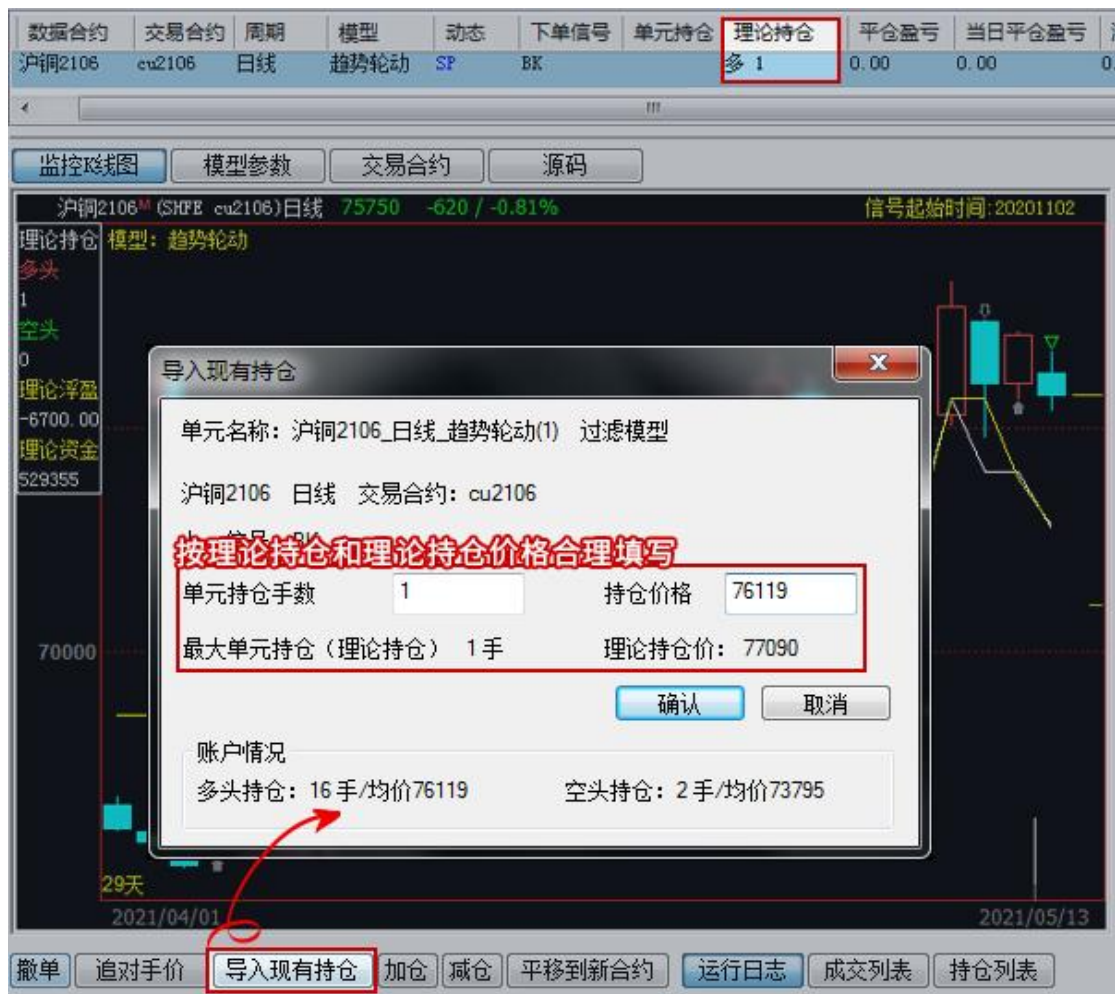 数据合约 交易合约 周期 模型 动态 下单信号 单元持仓 理论持仓 平仓盈亏 当日平仓盈亏
沪铜2106 cu2106 日线 趋势轮动 SP BK 多 1 0.00 0.00 0.
监控K线图 模型参数 交易合约 源码
沪铜2106M (SHFE cu2106)日线 75750 -620 / -0.81% 信号起始时间:20201102
理论持仓 模型：趋势轮动
多头
1
空头
0
理论浮盈
-6700.00
理论资金
529355
导入现有持仓
单元名称：沪铜2106_日线_趋势轮动(1) 过滤模型
沪铜2106 日线 交易合约：cu2106
按理论持仓和理论持仓价格合理填写
单元持仓手数 1 持仓价格 76119
最大单元持仓（理论持仓） 1 手 理论持仓价： 77090
70000
确认 取消
账户情况
多头持仓：16 手/均价76119 空头持仓：2 手/均价73795
29天
2021/04/01 2021/05/13
撤单 追对手价 导入现有持仓 加仓 减仓 平移到新合约 运行日志 成交列表 持仓列表